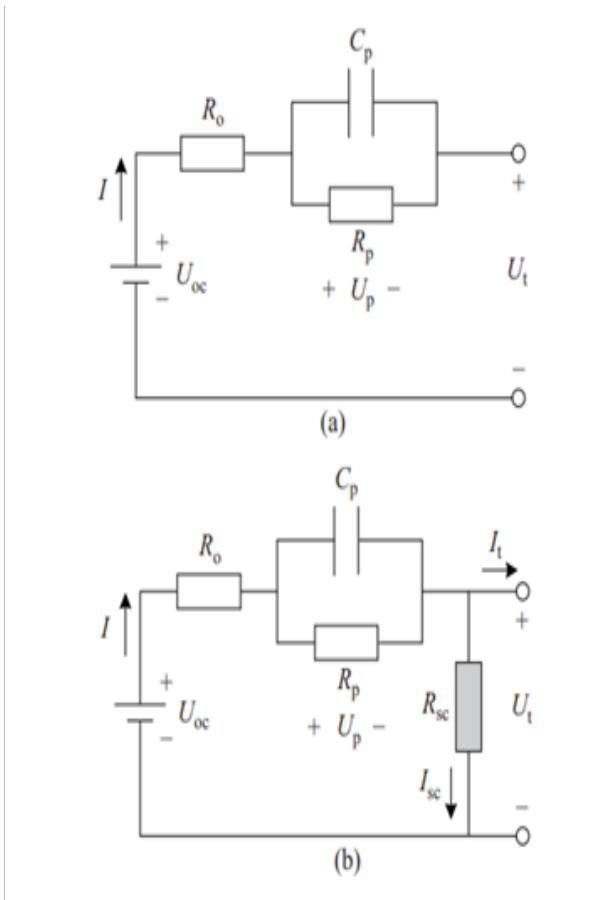 Cp
Ro
I
+
Uoc
−
Rp
+ Up −
+
Ut
−
(a)
Cp
Ro
It
I
+
Uoc
−
Rp
+ Up −
Rsc
Isc
+
Ut
−
(b)